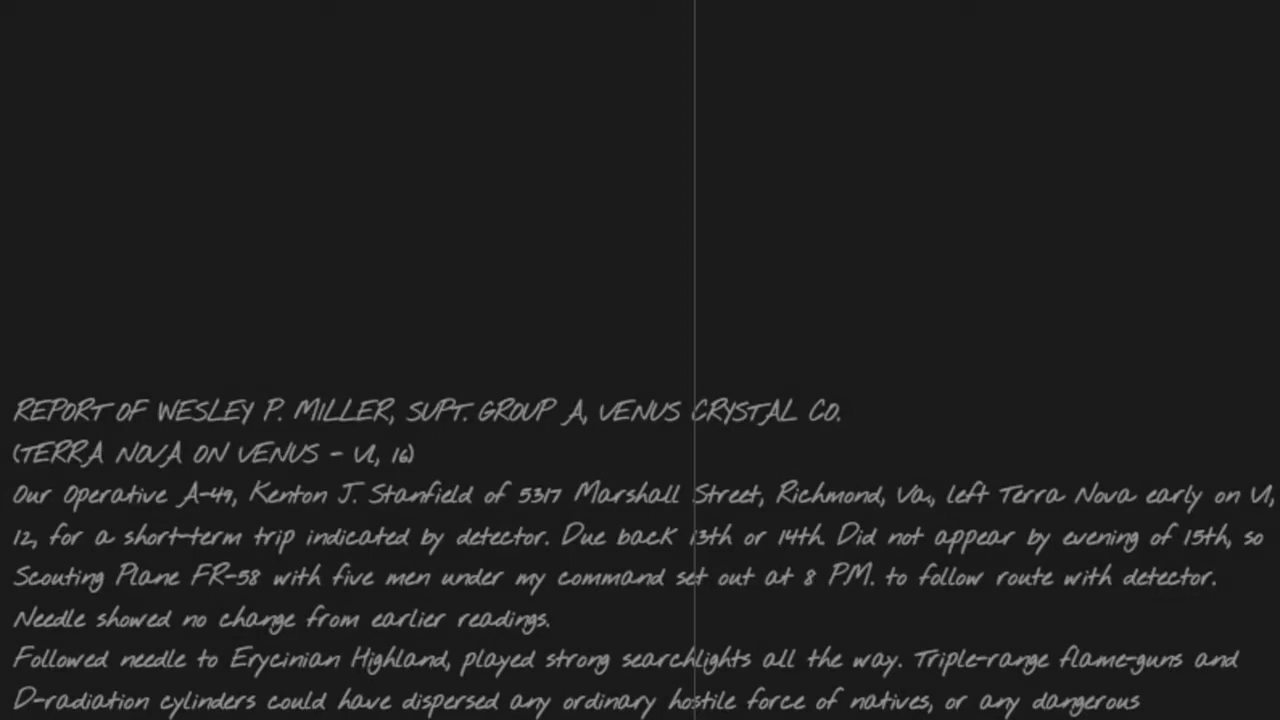 REPORT OF WESLEY P. MILLER, SUPT. GROUP A, VENUS CRYSTAL CO.
(TERRA NOVA ON VENUS - VI, 16)
Our Operative A-49, Kenton J. Stanfield of 5317 Marshall Street, Richmond, Va., left Terra Nova early on VI,
12, for a short-term trip indicated by detector. Due back 13th or 14th. Did not appear by evening of 15th, so
Scouting Plane FR-58 with five men under my command set out at 8 P.M. to follow route with detector.
Needle showed no change from earlier readings.
Followed needle to Erycinian Highland, played strong searchlights all the way. Triple-range flame-guns and
D-radiation cylinders could have dispersed any ordinary hostile force of natives, or any dangerous